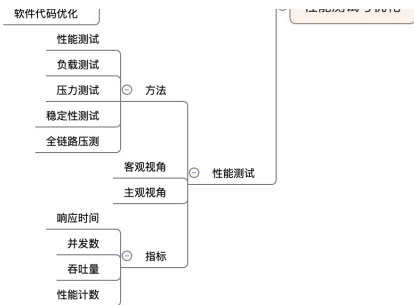 软件代码优化
性能测试
负载测试
压力测试
稳定性测试
全链路压测
方法
客观视角
主观视角
性能测试
响应时间
并发数
吞吐量
性能计数
指标